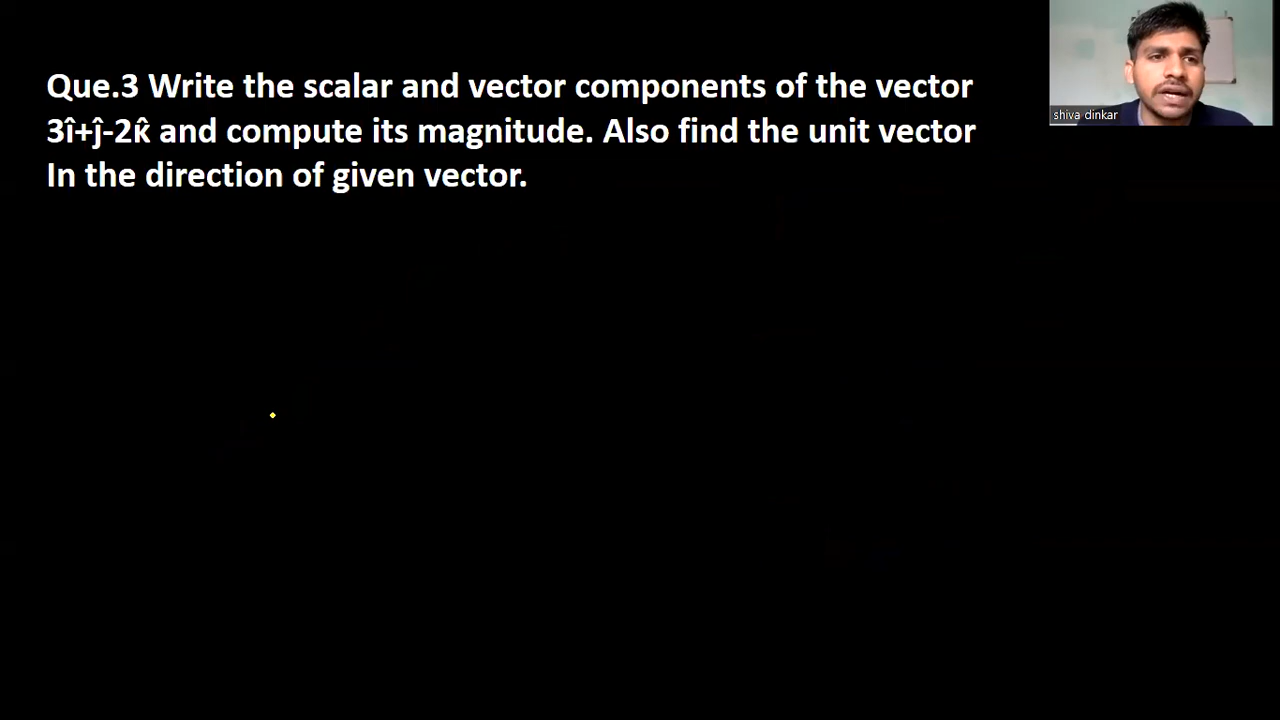 Que.3 Write the scalar and vector components of the vector
3î+ĵ-2k̂ and compute its magnitude. Also find the unit vector
In the direction of given vector.
shiva dinkar